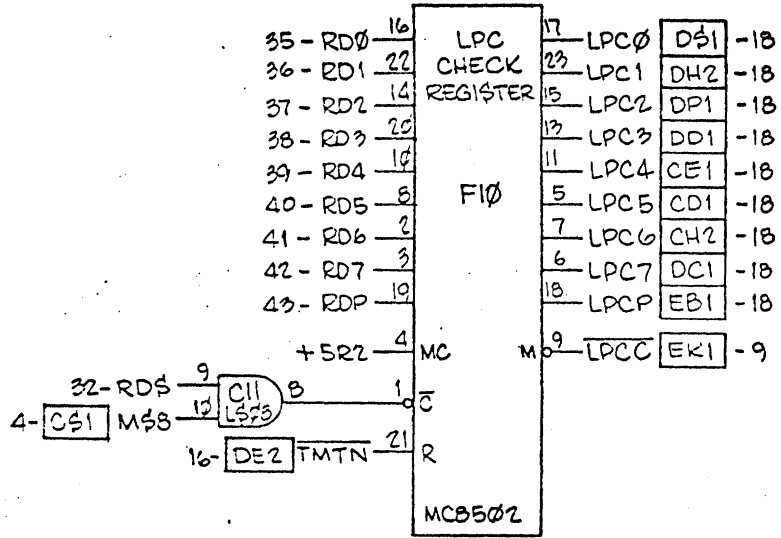 35-RDØ 16 LPC 17 LPCØ DS1 -18
36-RD1 22 CHECK 23 LPC1 DH2 -18
37-RD2 14 REGISTER 15 LPC2 DP1 -18
38-RD3 20 13 LPC3 DD1 -18
39-RD4 10 11 LPC4 CE1 -18
40-RD5 8 F1Ø 5 LPC5 CD1 -18
41-RD6 2 7 LPC6 CH2 -18
42-RD7 3 6 LPC7 DC1 -18
43-RDP 19 18 LPCP EB1 -18
+5R2 4 MC M 9 LPCC EK1 -9
32-RDS 9 C11 8 1 C
4- CS1 MS8 10 LS73
16- DE2 TMTN 21 R
MC85Ø2